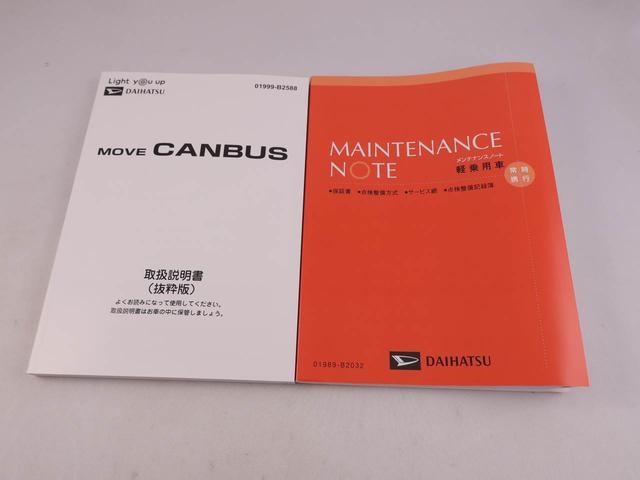 Light you up
DAIHATSU
01999-B2588
MOVE CANBUS
取扱説明書
（抜粋版）
よくお読みになって使用してください。
取扱説明書はお車の中に保管しましょう。
MAINTENANCE
NOTE
メンテナンスノート
軽乗用車
常時
携行
●保証書 ●点検整備方式 ●サービス網 ●点検整備記録簿
01989-B2032
DAIHATSU